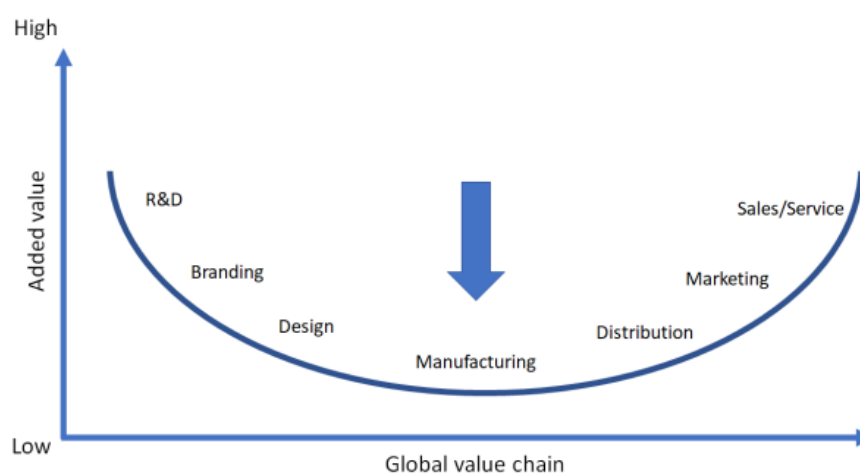 High
Added value
R&D
Sales/Service
Branding
Marketing
Design
Distribution
Manufacturing
Low
Global value chain